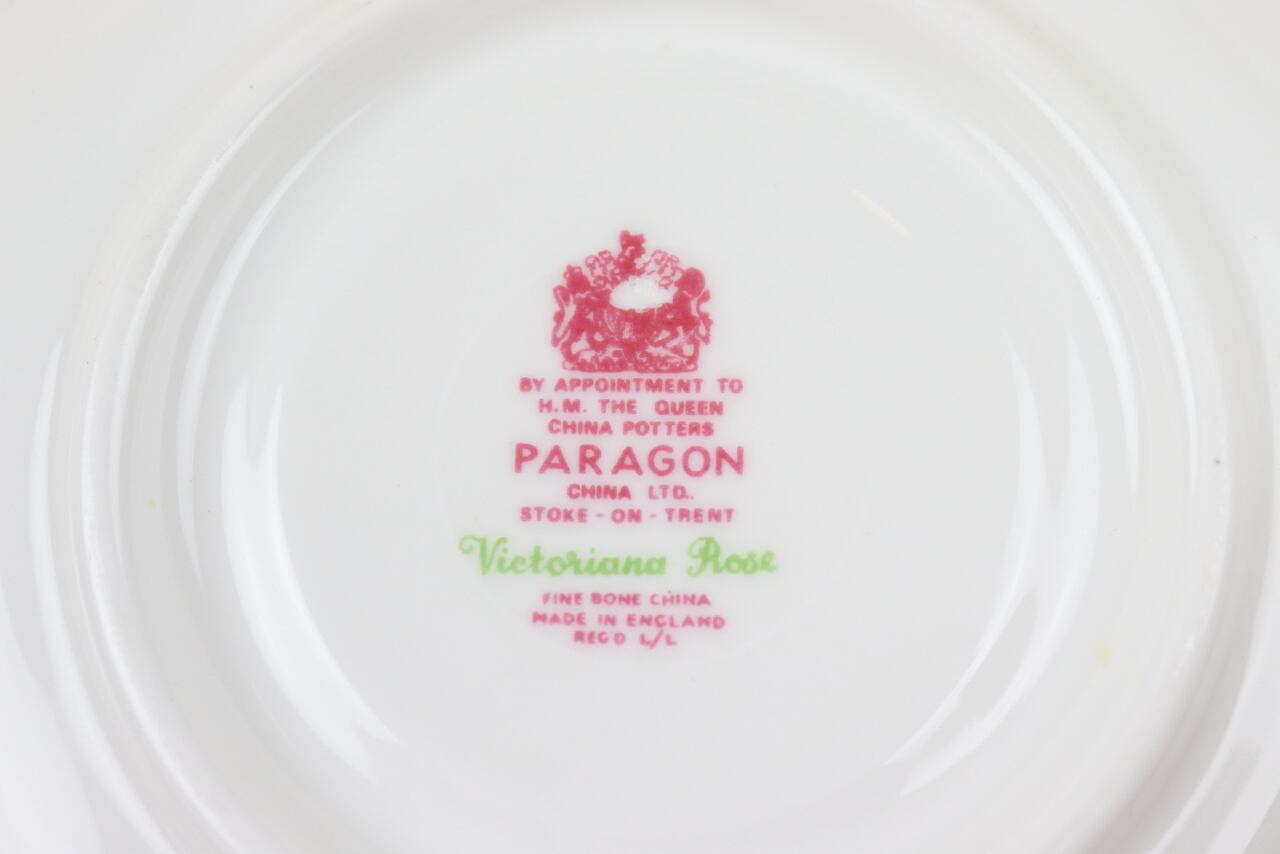 BY APPOINTMENT TO
H.M. THE QUEEN
CHINA POTTERS
PARAGON
CHINA LTD.
STOKE-ON-TRENT
Victoriana Rose
FINE BONE CHINA
MADE IN ENGLAND
REG'D L/L